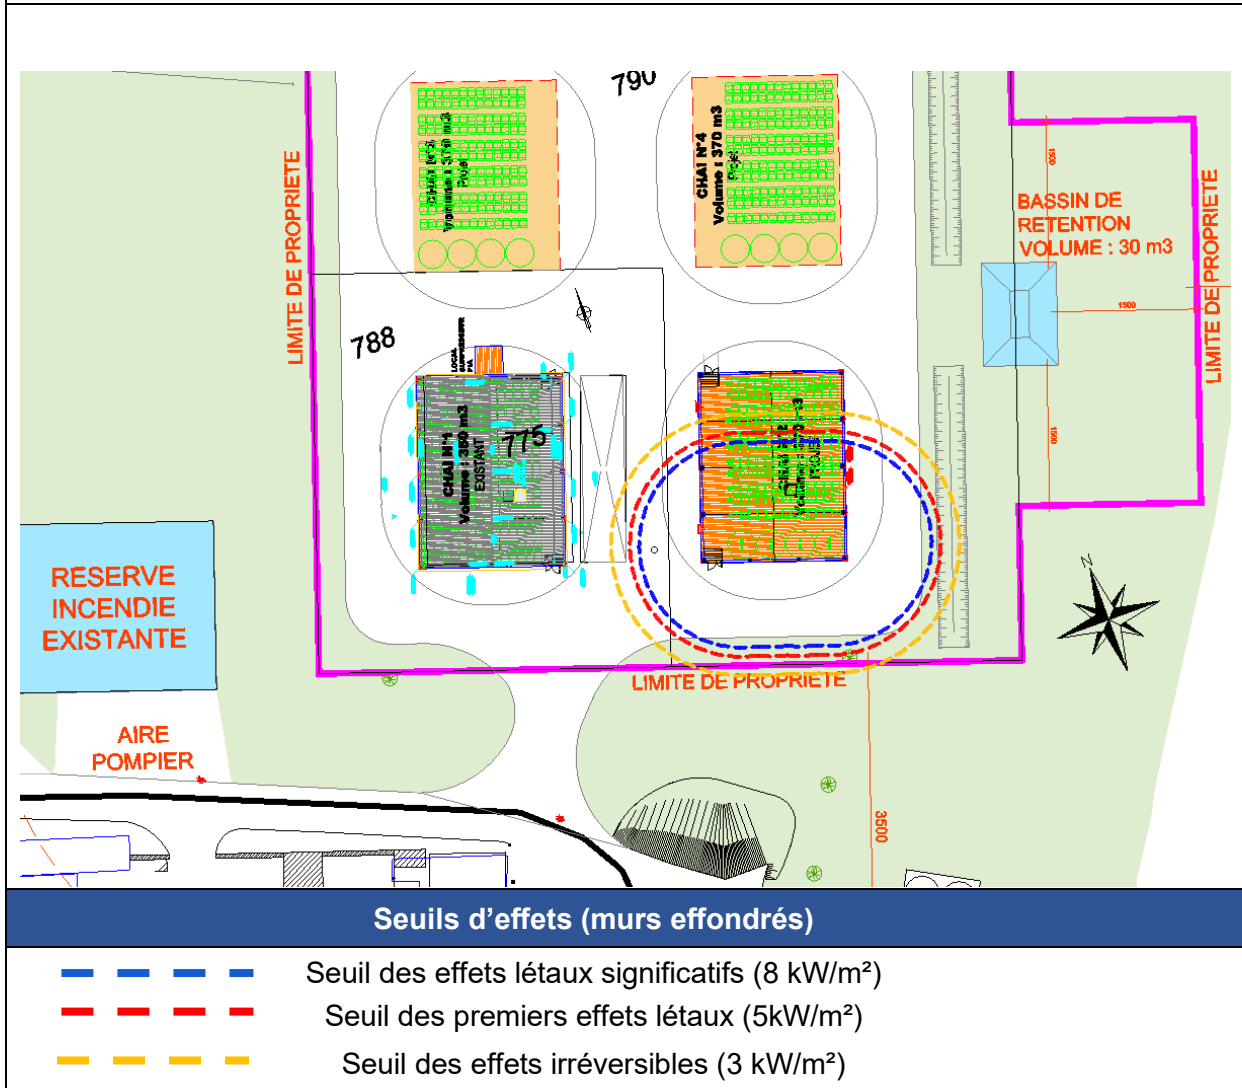 790
CHAI N°4
Volume : 370 m3
Projet
LIMITE DE PROPRIETE
BASSIN DE
RETENTION
VOLUME : 30 m3
1500
1500
1500
LIMITE DE PROPRIETE
788
LOCAL
SURPRESSEUR
RIA
CHAI N°1
EXISTANT
775
RESERVE
INCENDIE
EXISTANTE
N
LIMITE DE PROPRIETE
AIRE
POMPIER
3500
Seuils d'effets (murs effondrés)
Seuil des effets létaux significatifs (8 kW/m²)
Seuil des premiers effets létaux (5kW/m²)
Seuil des effets irréversibles (3 kW/m²)